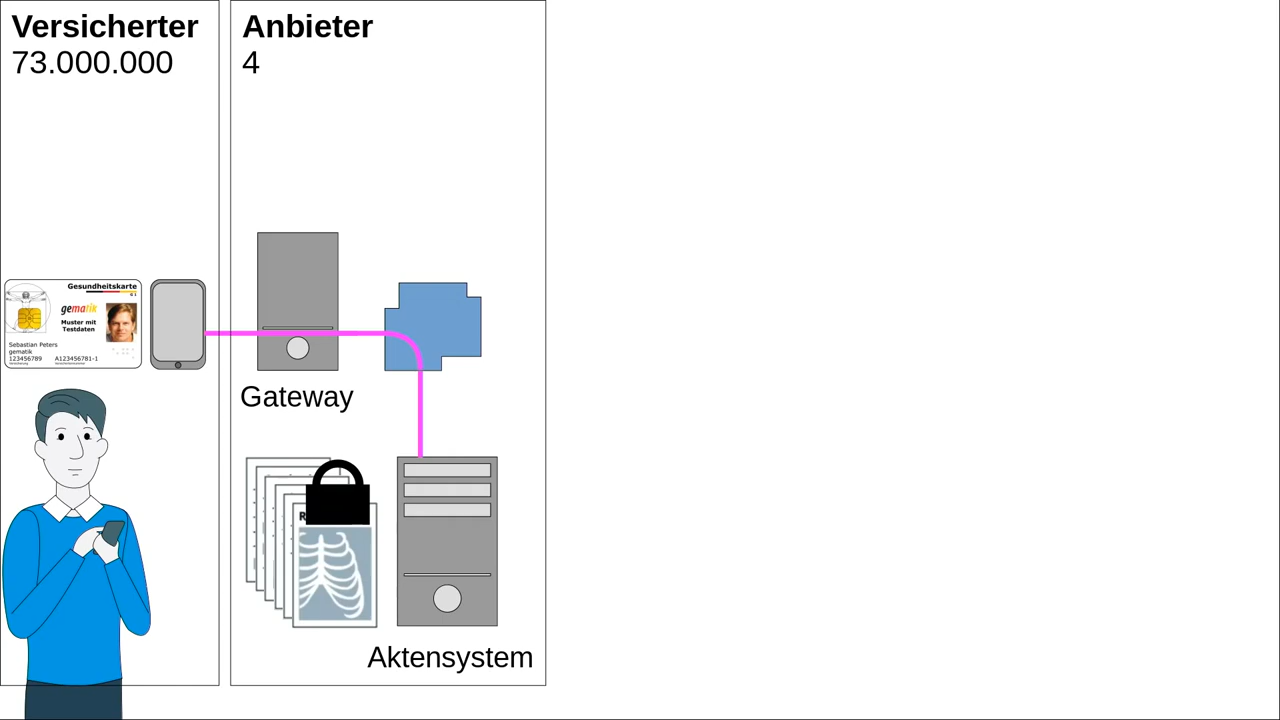 Versicherter
73.000.000
Anbieter
4
Gesundheitskarte
G 1
gematik
Muster mit
Testdaten
Sebastian Peters
gematik
123456789 A123456781-1
Gateway
R
Aktensystem